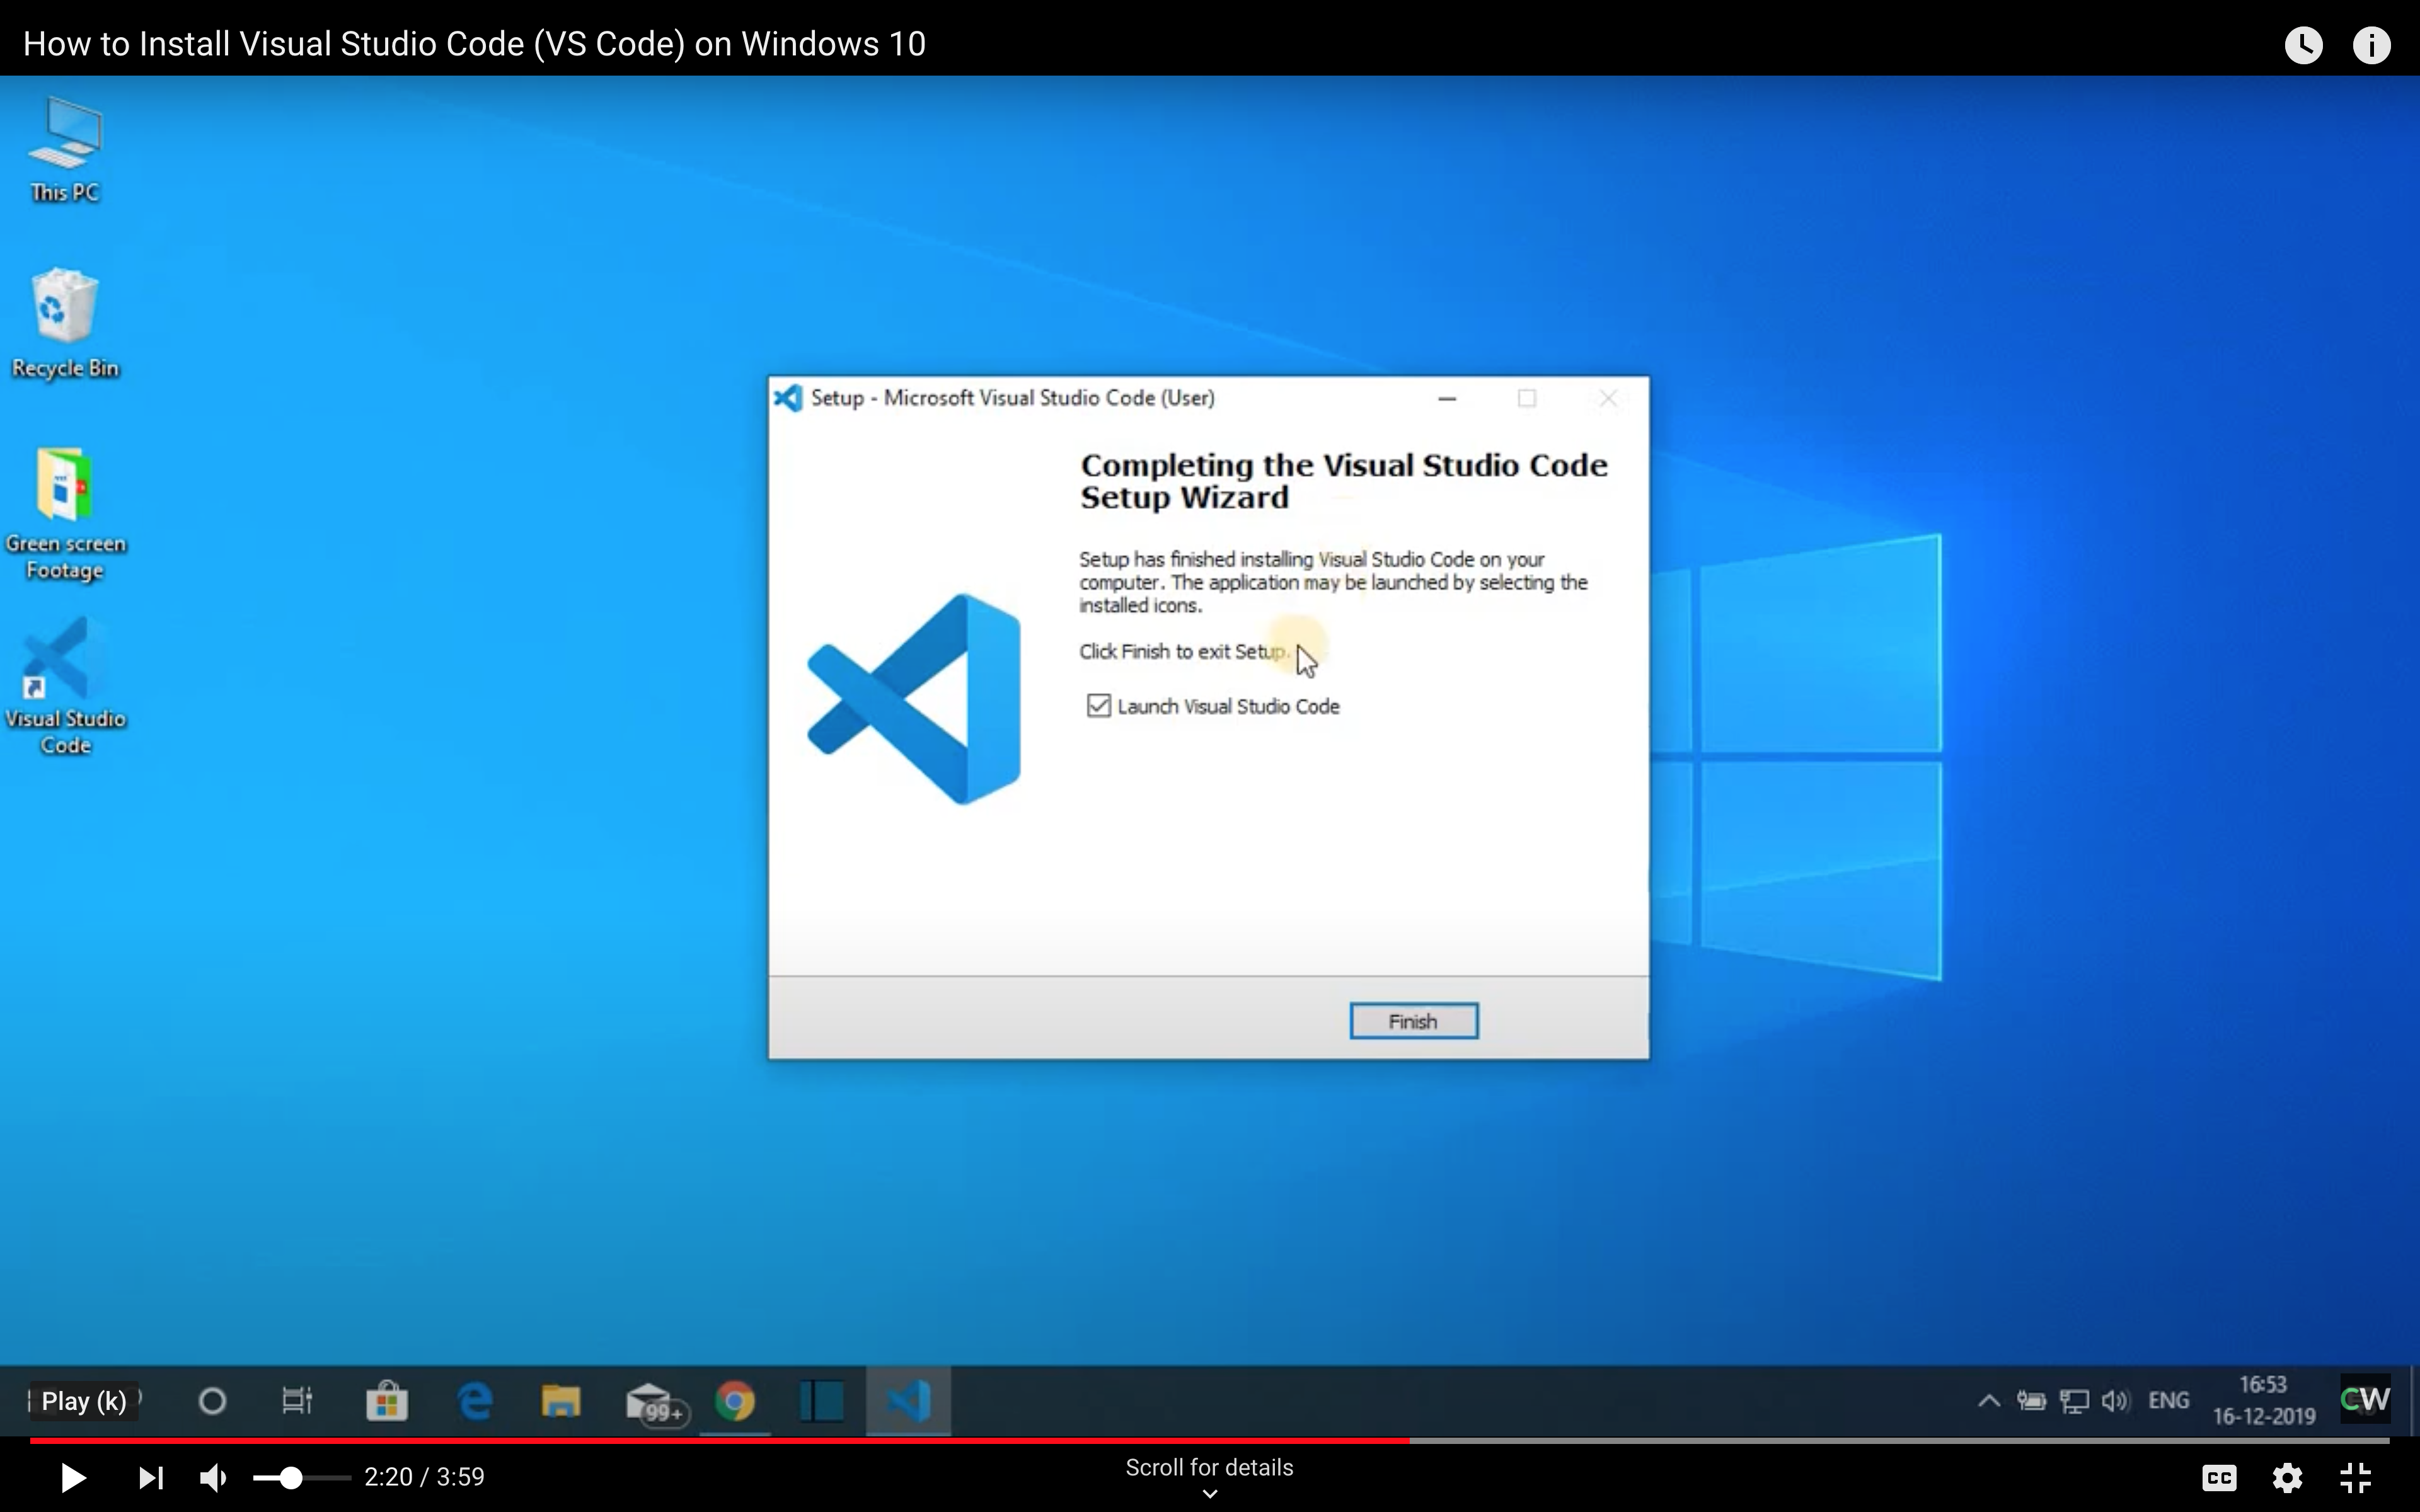 How to Install Visual Studio Code (VS Code) on Windows 10
This PC
Recycle Bin
Green screen
Footage
Visual Studio
Code
Setup - Microsoft Visual Studio Code (User)
Completing the Visual Studio Code
Setup Wizard
Setup has finished installing Visual Studio Code on your
computer. The application may be launched by selecting the
installed icons.
Click Finish to exit Setup.
Launch Visual Studio Code
Finish
Play (k)
99+
ENG
16:53
16-12-2019
CW
2:20 / 3:59
Scroll for details
CC